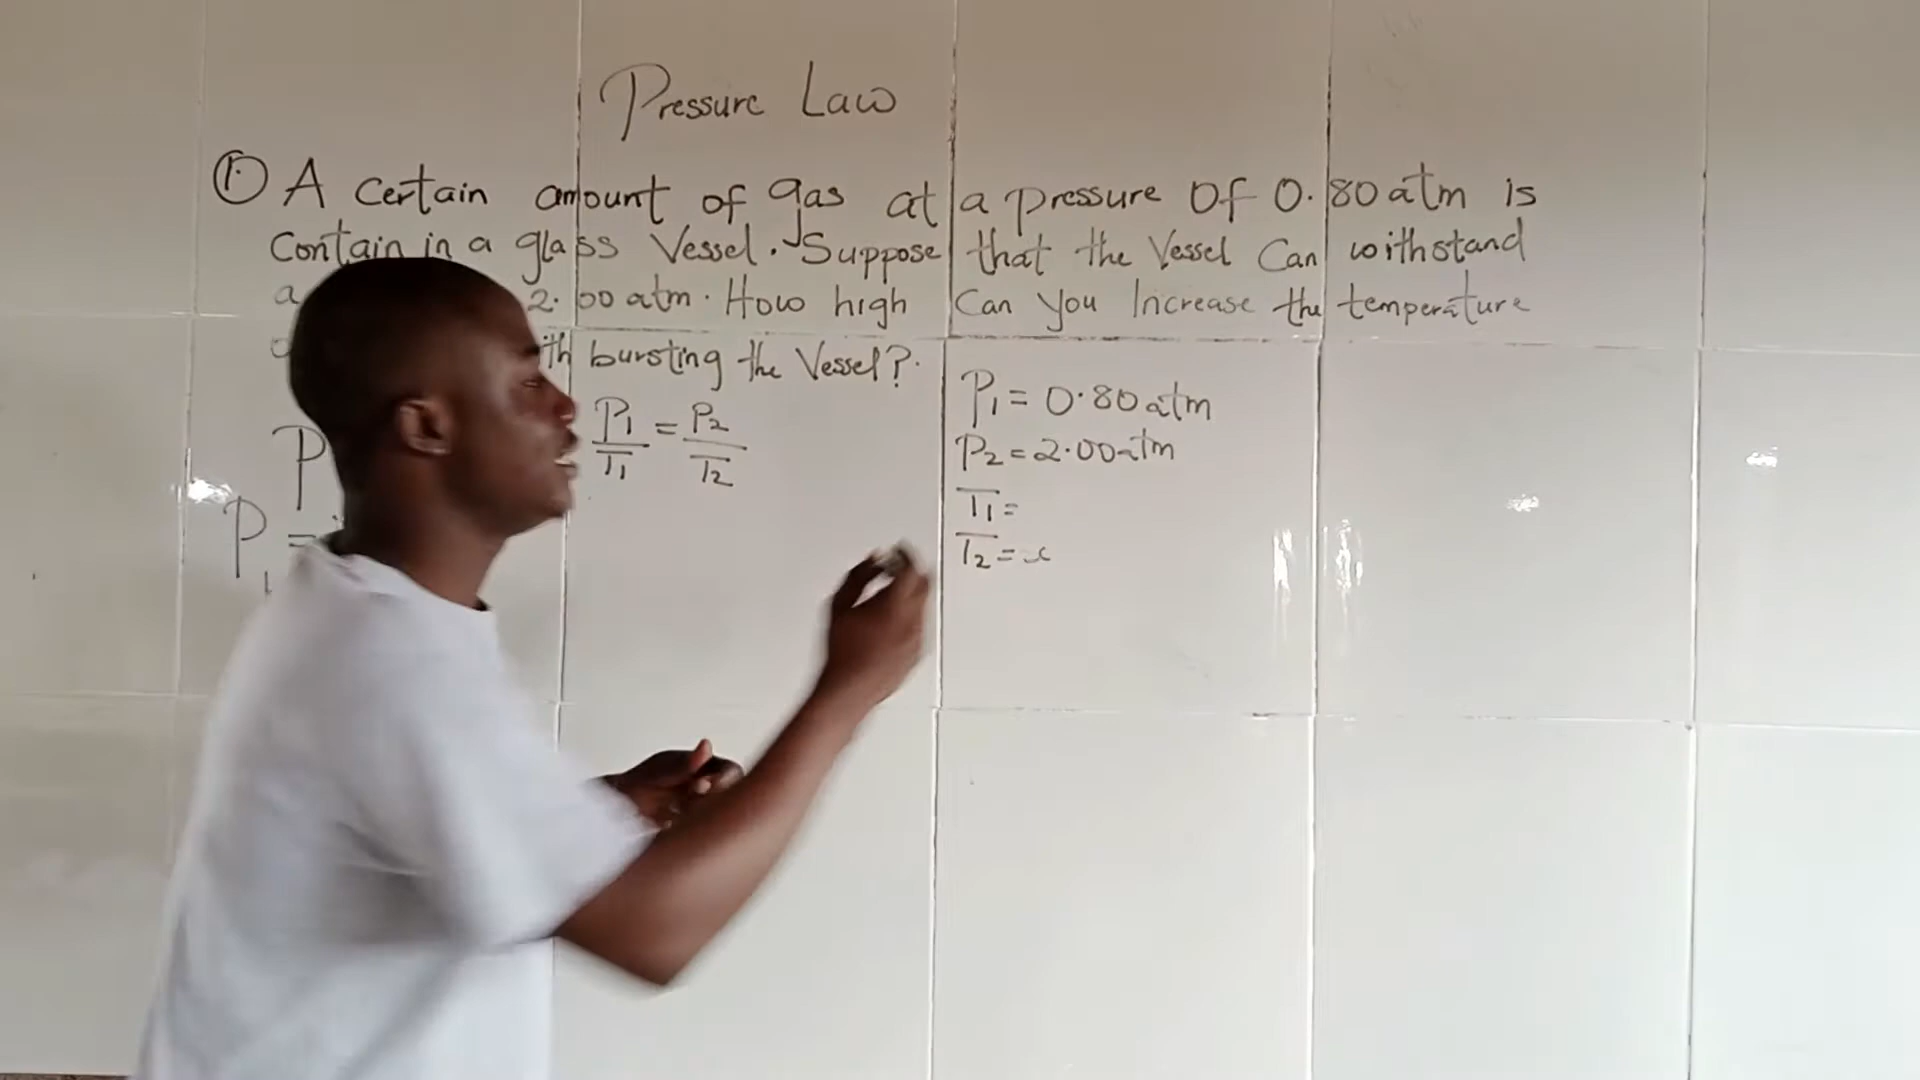 Pressure Law
① A Certain amount of gas at a pressure Of 0.80 atm is
Contain in a glass Vessel. Suppose that the Vessel Can withstand
a 2.00 atm. How high Can you Increase the temperature
bursting the Vessel?
P
P =
P₁/T₁ = P₂/T₂
P₁ = 0.80 atm
P₂ = 2.00 atm
T₁ =
T₂ = x